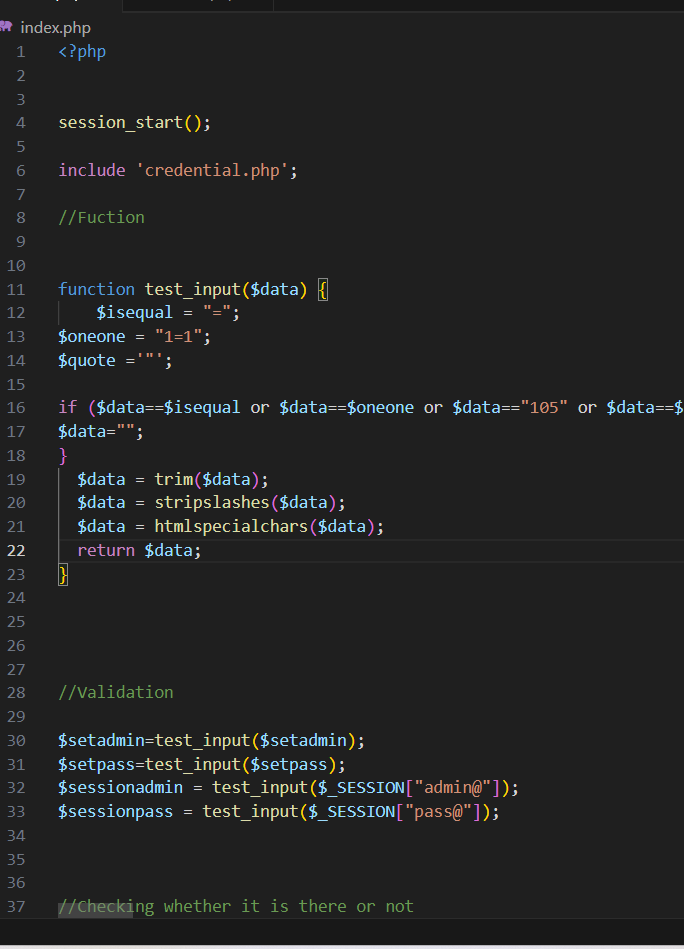 index.php
1 <?php
2
3
4 session_start();
5
6 include 'credential.php';
7
8 //Fuction
9
10
11 function test_input($data) {
12 $isequal = "=";
13 $oneone = "1=1";
14 $quote ='"';
15
16 if ($data==$isequal or $data==$oneone or $data=="105" or $data==$
17 $data="";
18 }
19 $data = trim($data);
20 $data = stripslashes($data);
21 $data = htmlspecialchars($data);
22 return $data;
23 }
24
25
26
27
28 //Validation
29
30 $setadmin=test_input($setadmin);
31 $setpass=test_input($setpass);
32 $sessionadmin = test_input($_SESSION["admin@"]);
33 $sessionpass = test_input($_SESSION["pass@"]);
34
35
36
37 //Checking whether it is there or not